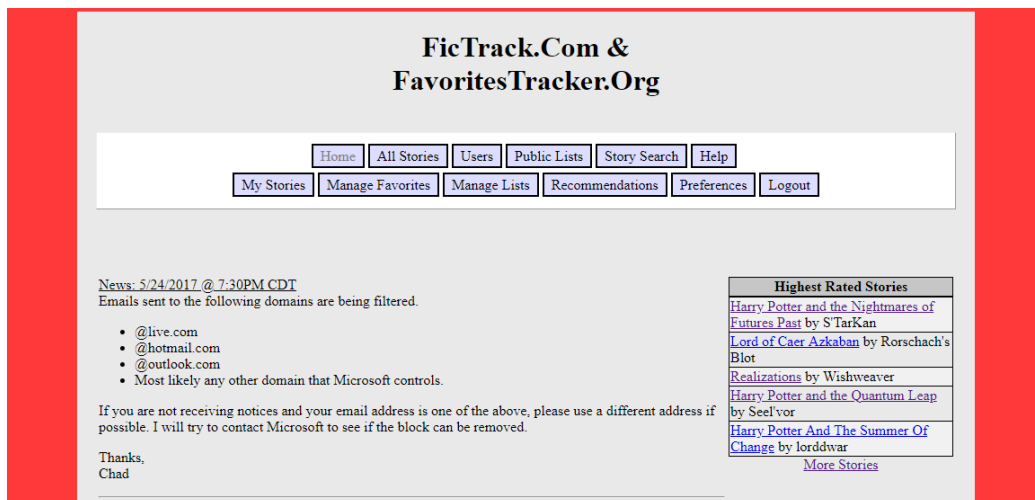 FicTrack.Com &
FavoritesTracker.Org
Home All Stories Users Public Lists Story Search Help
My Stories Manage Favorites Manage Lists Recommendations Preferences Logout
News: 5/24/2017 @ 7:30PM CDT
Emails sent to the following domains are being filtered.
@live.com
@hotmail.com
@outlook.com
Most likely any other domain that Microsoft controls.
If you are not receiving notices and your email address is one of the above, please use a different address if
possible. I will try to contact Microsoft to see if the block can be removed.
Thanks,
Chad
Highest Rated Stories
Harry Potter and the Nightmares of
Futures Past by S'TarKan
Lord of Caer Azkaban by Rorschach's
Blot
Realizations by Wishweaver
Harry Potter and the Quantum Leap
by Seel'vor
Harry Potter And The Summer Of
Change by lorddwar
More Stories